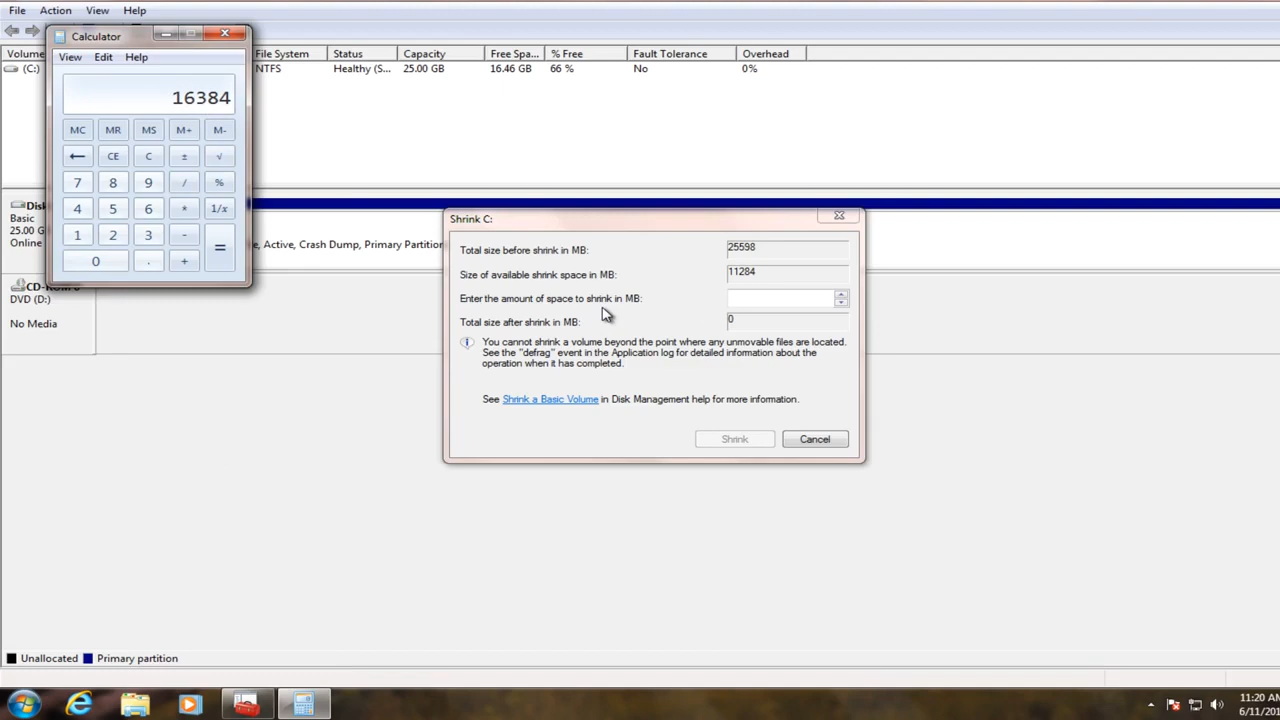 File Action View Help
Calculator
View Edit Help
16384
MC MR MS M+ M-
← CE C ± √
7 8 9 / %
4 5 6 * 1/x
1 2 3 - =
0 . +
Volume File System Status Capacity Free Spa... % Free Fault Tolerance Overhead
(C:) NTFS Healthy (S... 25.00 GB 16.46 GB 66 % No 0%
Disk
Basic
25.00 G
Online
e, Active, Crash Dump, Primary Partition
CD-ROM 0
DVD (D:)
No Media
Shrink C:
Total size before shrink in MB: 25598
Size of available shrink space in MB: 11284
Enter the amount of space to shrink in MB:
Total size after shrink in MB: 0
You cannot shrink a volume beyond the point where any unmovable files are located.
See the "defrag" event in the Application log for detailed information about the
operation when it has completed.
See Shrink a Basic Volume in Disk Management help for more information.
Shrink Cancel
Unallocated Primary partition
11:20 AM
6/11/20